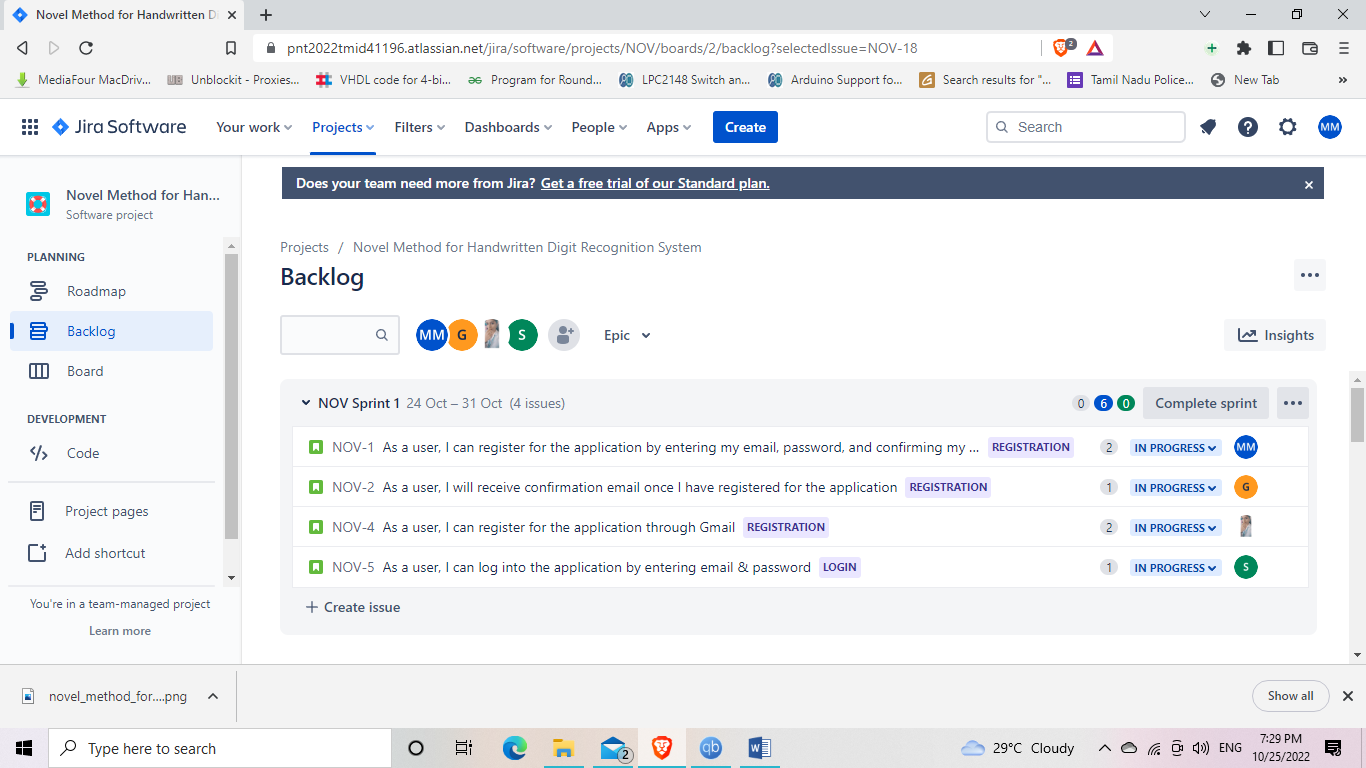 Novel Method for Handwritten Di
pnt2022tmid41196.atlassian.net/jira/software/projects/NOV/boards/2/backlog?selectedIssue=NOV-18
2
MediaFour MacDriv...
UB Unblockit - Proxies...
VHDL code for 4-bi...
Program for Round...
LPC2148 Switch an...
Arduino Support fo...
Search results for "...
Tamil Nadu Police...
New Tab
»
Jira Software
Your work
Projects
Filters
Dashboards
People
Apps
Create
Search
MM
Novel Method for Han...
Software project
PLANNING
Roadmap
Backlog
Board
DEVELOPMENT
Code
Project pages
Add shortcut
You're in a team-managed project
Learn more
Does your team need more from Jira? Get a free trial of our Standard plan.
Projects / Novel Method for Handwritten Digit Recognition System
Backlog
MM G S
Epic
Insights
NOV Sprint 1 24 Oct – 31 Oct (4 issues)
0 6 0 Complete sprint
NOV-1 As a user, I can register for the application by entering my email, password, and confirming my ... REGISTRATION 2 IN PROGRESS MM
NOV-2 As a user, I will receive confirmation email once I have registered for the application REGISTRATION 1 IN PROGRESS G
NOV-4 As a user, I can register for the application through Gmail REGISTRATION 2 IN PROGRESS
NOV-5 As a user, I can log into the application by entering email & password LOGIN 1 IN PROGRESS S
+ Create issue
novel_method_for....png
Show all
Type here to search
2
qb
29°C Cloudy
ENG
7:29 PM
10/25/2022